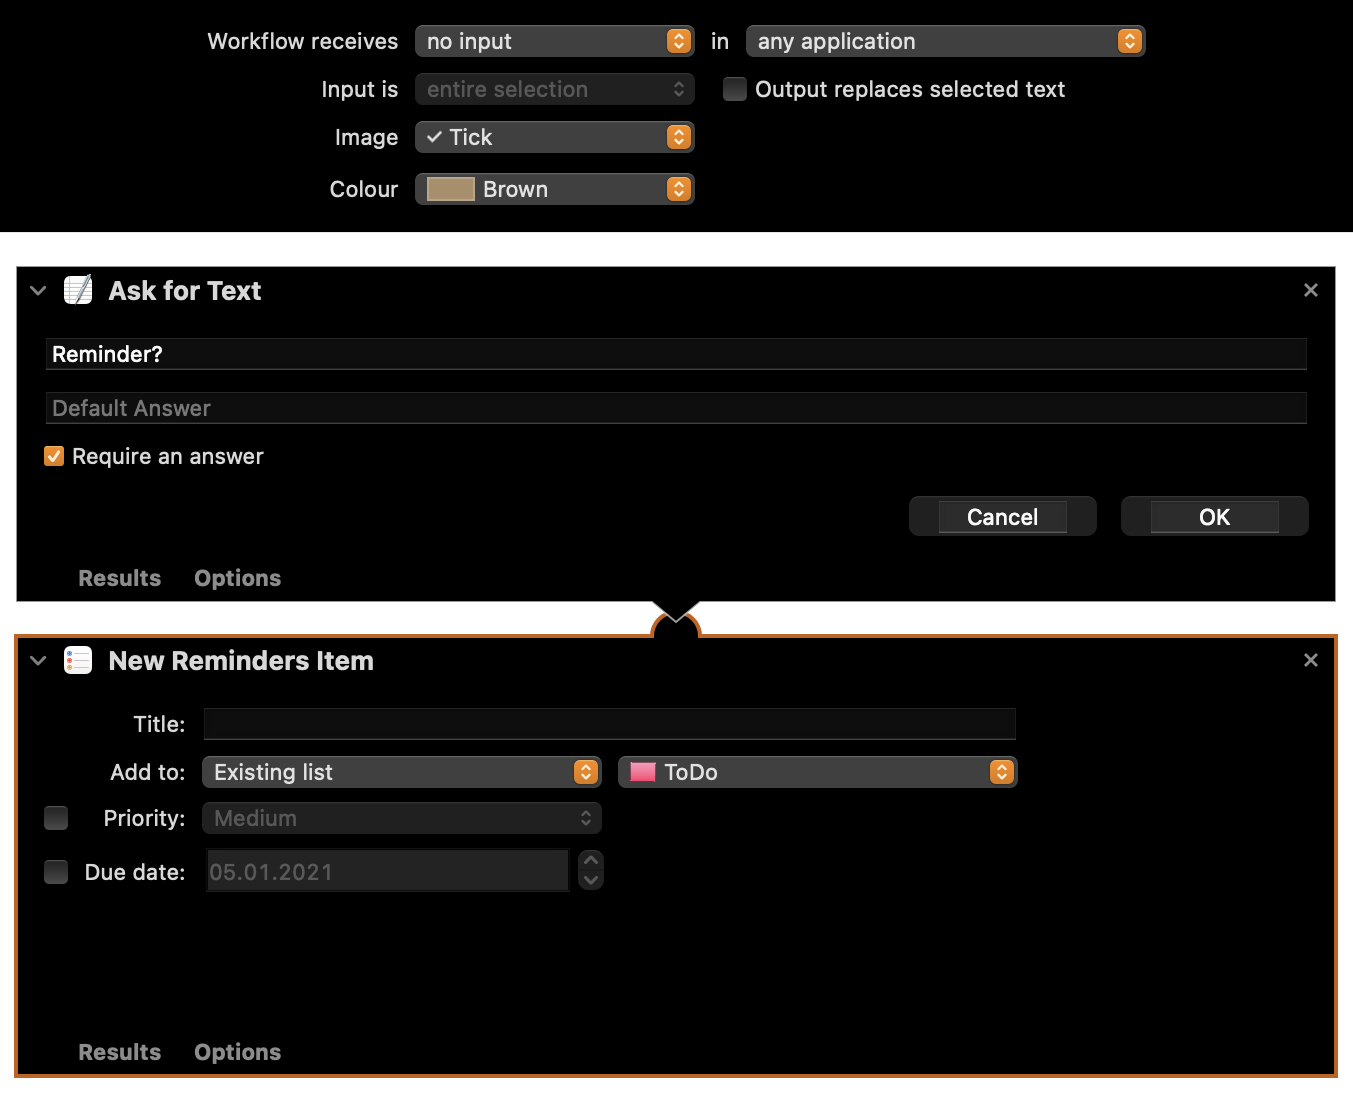 Workflow receives no input in any application
Input is entire selection Output replaces selected text
Image Tick
Colour Brown
Ask for Text
Reminder?
Default Answer
Require an answer
Cancel OK
Results Options
New Reminders Item
Title:
Add to: Existing list ToDo
Priority: Medium
Due date: 05.01.2021
Results Options